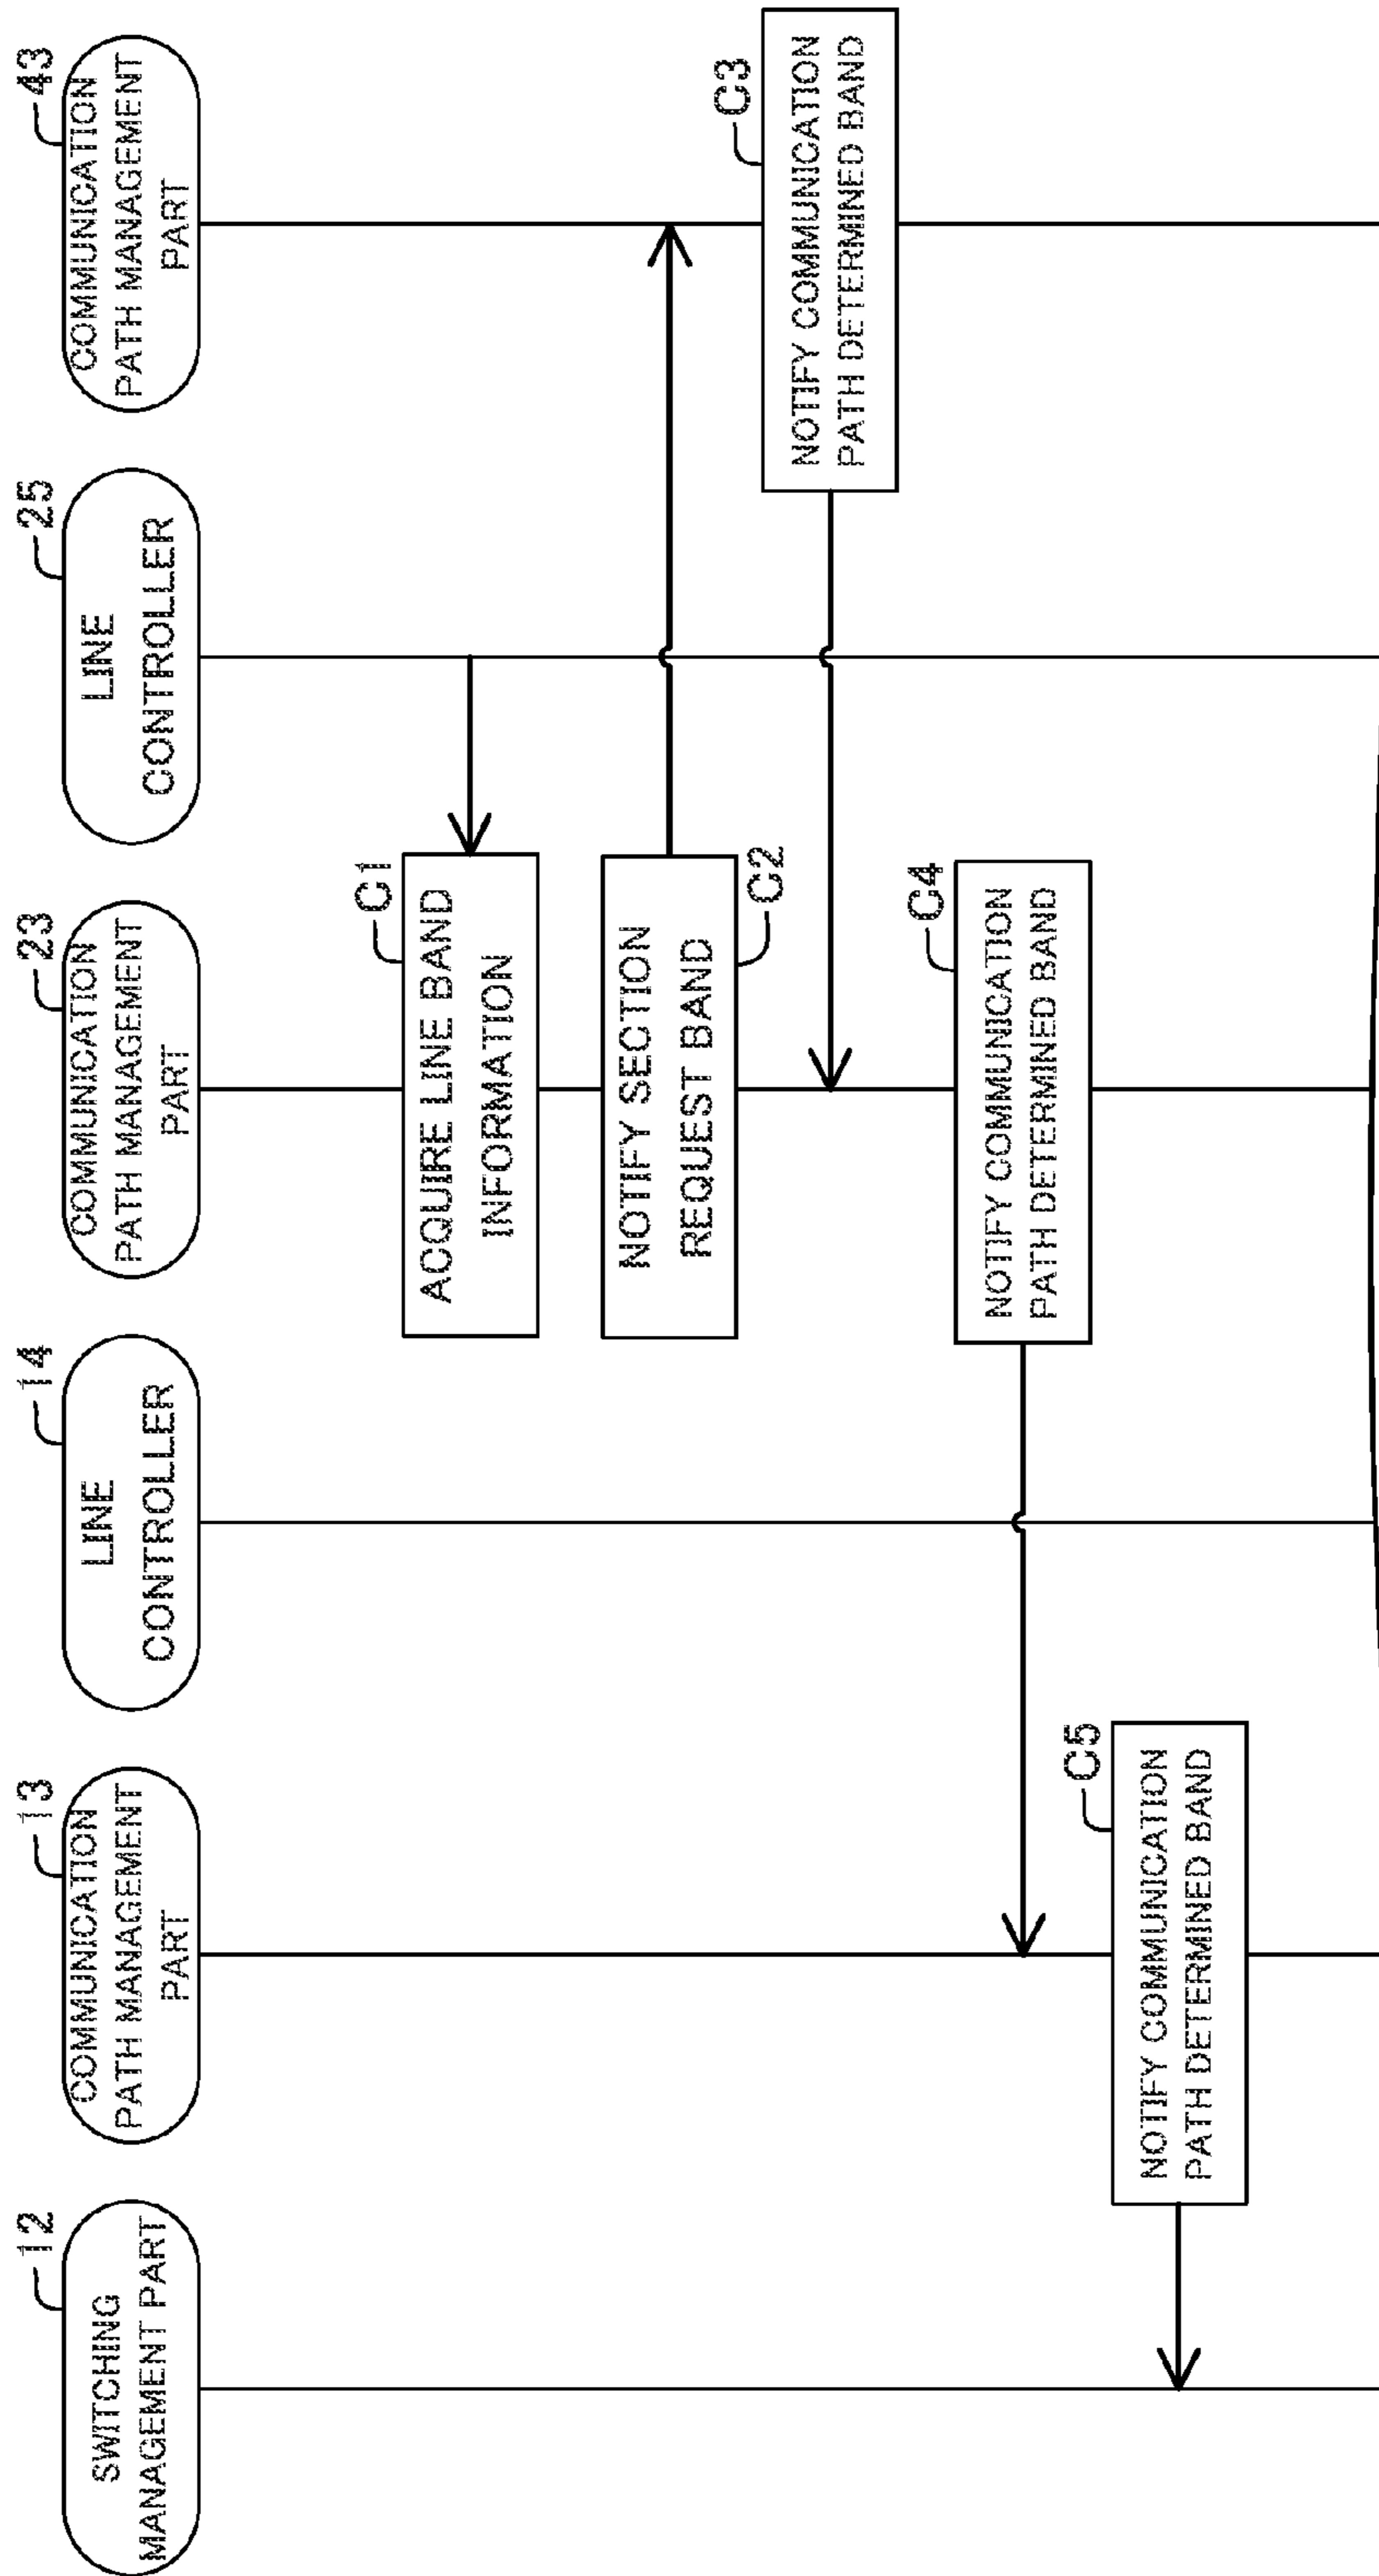 12
SWITCHING
MANAGEMENT PART
13
COMMUNICATION
PATH MANAGEMENT
PART
14
LINE
CONTROLLER
23
COMMUNICATION
PATH MANAGEMENT
PART
25
LINE
CONTROLLER
43
COMMUNICATION
PATH MANAGEMENT
PART
C1
ACQUIRE LINE BAND
INFORMATION
NOTIFY SECTION
REQUEST BAND
C2
C3
NOTIFY COMMUNICATION
PATH DETERMINED BAND
C4
NOTIFY COMMUNICATION
PATH DETERMINED BAND
C5
NOTIFY COMMUNICATION
PATH DETERMINED BAND